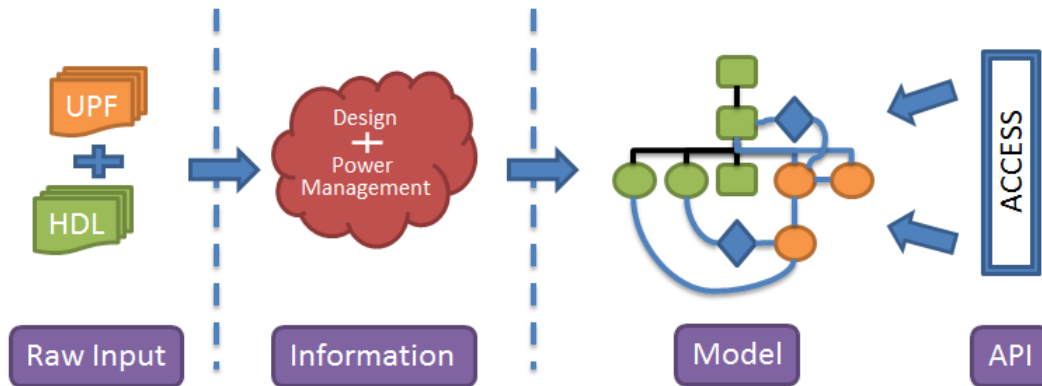 UPF
HDL
Design
+
Power
Management
ACCESS
Raw Input
Information
Model
API